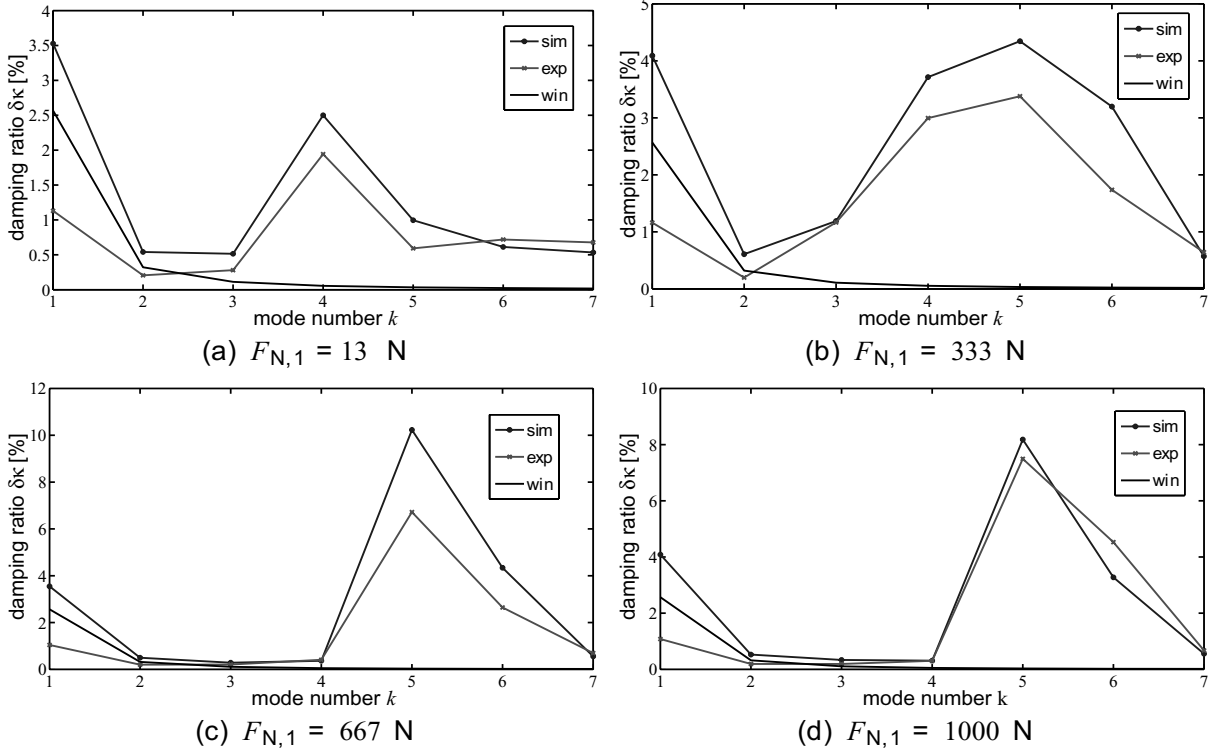 4
3.5
3
2.5
2
1.5
1
0.5
0
damping ratio δκ [%]
sim
exp
win
1 2 3 4 5 6 7
mode number k
(a) F_N,1 = 13 N
5
4
3
2
1
0
damping ratio δκ [%]
sim
exp
win
1 2 3 4 5 6 7
mode number k
(b) F_N,1 = 333 N
12
10
8
6
4
2
0
damping ratio δκ [%]
sim
exp
win
1 2 3 4 5 6 7
mode number k
(c) F_N,1 = 667 N
10
8
6
4
2
0
damping ratio δκ [%]
sim
exp
win
1 2 3 4 5 6 7
mode number k
(d) F_N,1 = 1000 N